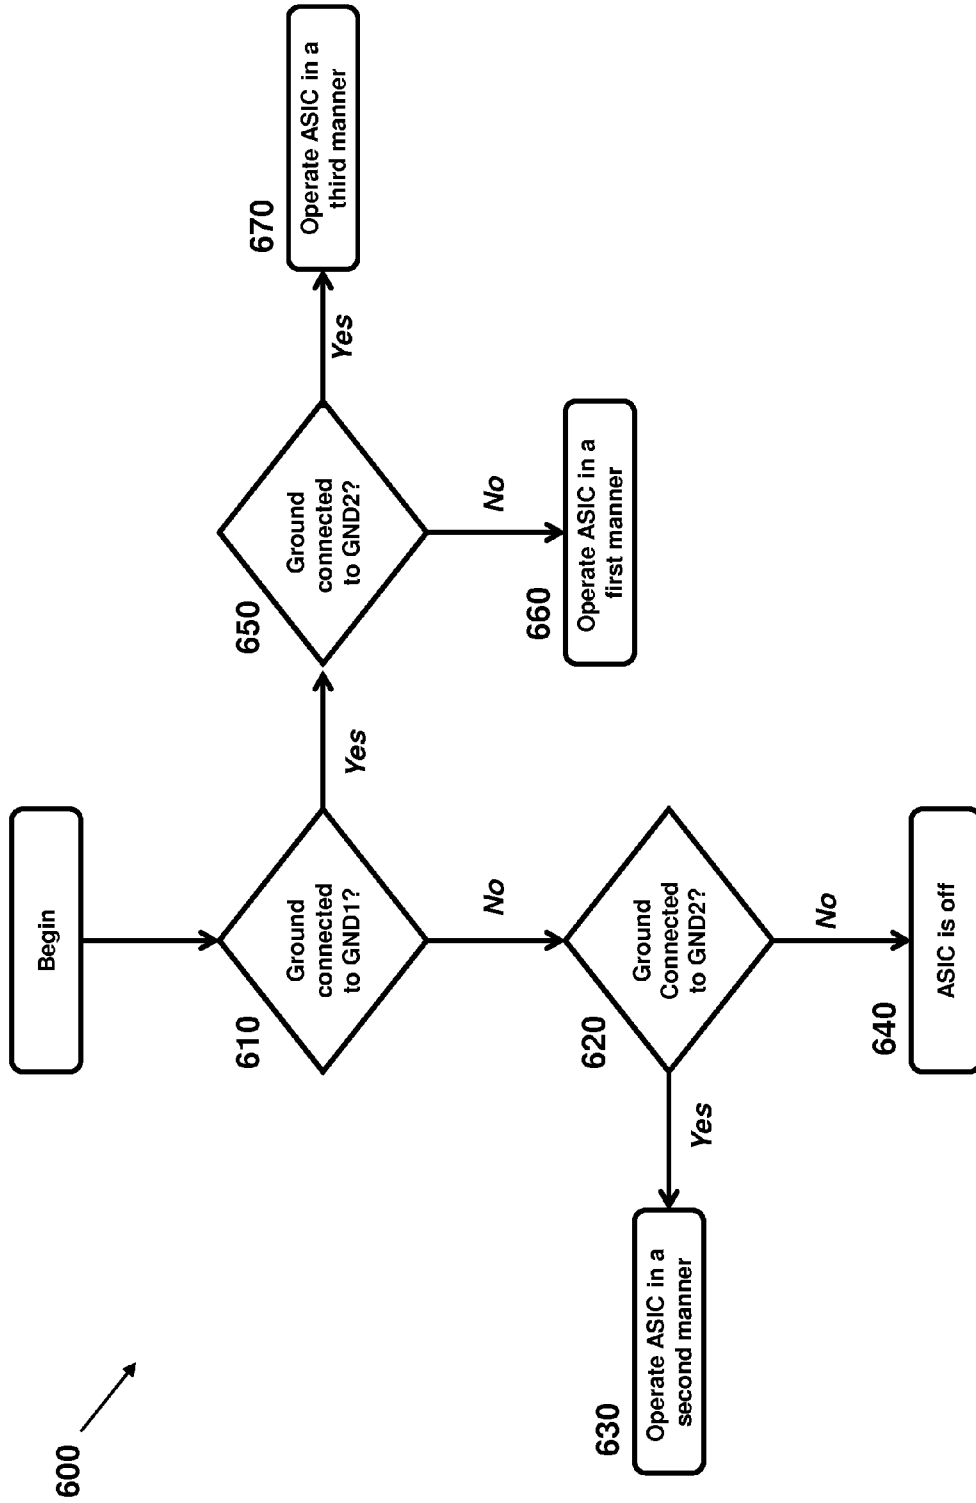 600
Begin
610
Ground
connected
to GND1?
Yes
650
Ground
connected
to GND2?
Yes
670
Operate ASIC in a
third manner
No
660
Operate ASIC in a
first manner
No
620
Ground
Connected
to GND2?
Yes
630
Operate ASIC in a
second manner
No
640
ASIC is off